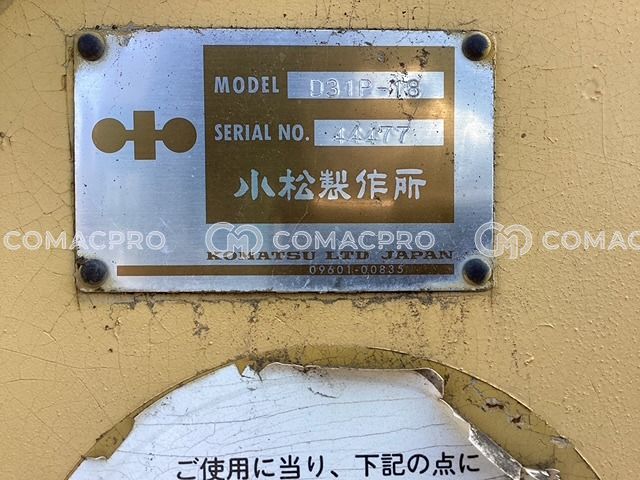 MODEL D31P-18
SERIAL NO. 44477
小松製作所
COMACPRO COMACPRO COMAC
KOMATSU LTD JAPAN
09601-00835
ご使用に当り、下記の点に